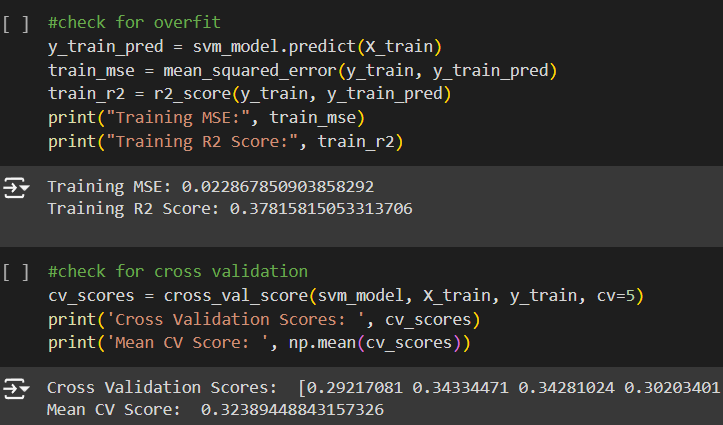 [ ] #check for overfit
y_train_pred = svm_model.predict(X_train)
train_mse = mean_squared_error(y_train, y_train_pred)
train_r2 = r2_score(y_train, y_train_pred)
print("Training MSE:", train_mse)
print("Training R2 Score:", train_r2)
Training MSE: 0.022867850903858292
Training R2 Score: 0.37815815053313706
[ ] #check for cross validation
cv_scores = cross_val_score(svm_model, X_train, y_train, cv=5)
print('Cross Validation Scores: ', cv_scores)
print('Mean CV Score: ', np.mean(cv_scores))
Cross Validation Scores:  [0.29217081 0.34334471 0.34281024 0.30203401
Mean CV Score:  0.32389448843157326